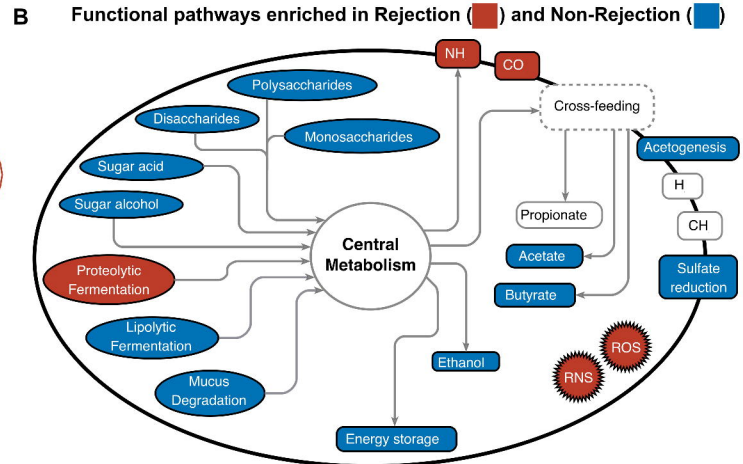 B
Functional pathways enriched in Rejection ( ) and Non-Rejection ( )
NH
CO
Polysaccharides
Cross-feeding
Disaccharides
Monosaccharides
Acetogenesis
Sugar acid
H
Sugar alcohol
Propionate
CH
Central
Metabolism
Acetate
Proteolytic
Fermentation
Sulfate
reduction
Butyrate
Lipolytic
Fermentation
ROS
Ethanol
RNS
Mucus
Degradation
Energy storage